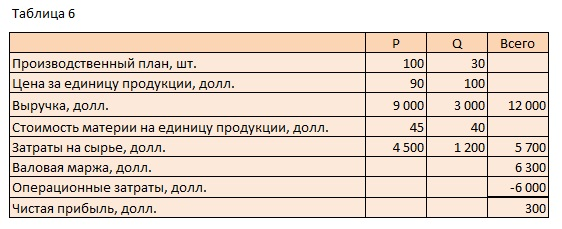 Таблица 6
P Q Всего
Производственный план, шт. 100 30
Цена за единицу продукции, долл. 90 100
Выручка, долл. 9 000 3 000 12 000
Стоимость материи на единицу продукции, долл. 45 40
Затраты на сырье, долл. 4 500 1 200 5 700
Валовая маржа, долл. 6 300
Операционные затраты, долл. -6 000
Чистая прибыль, долл. 300